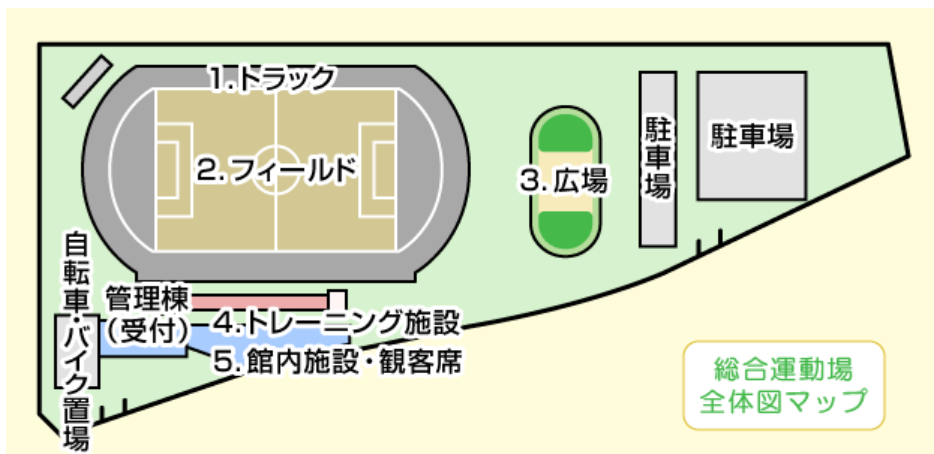 1.トラック
2.フィールド
3.広場
駐車場
駐車場
自転車・バイク置場
管理棟
(受付)
4.トレーニング施設
5.館内施設・観客席
総合運動場
全体図マップ